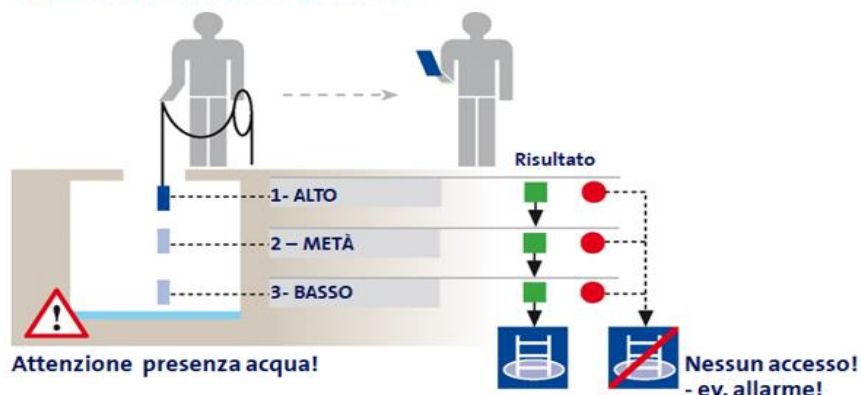 Risultato
1- ALTO
2 – METÀ
3- BASSO
Attenzione presenza acqua!
Nessun accesso!
- ev. allarme!